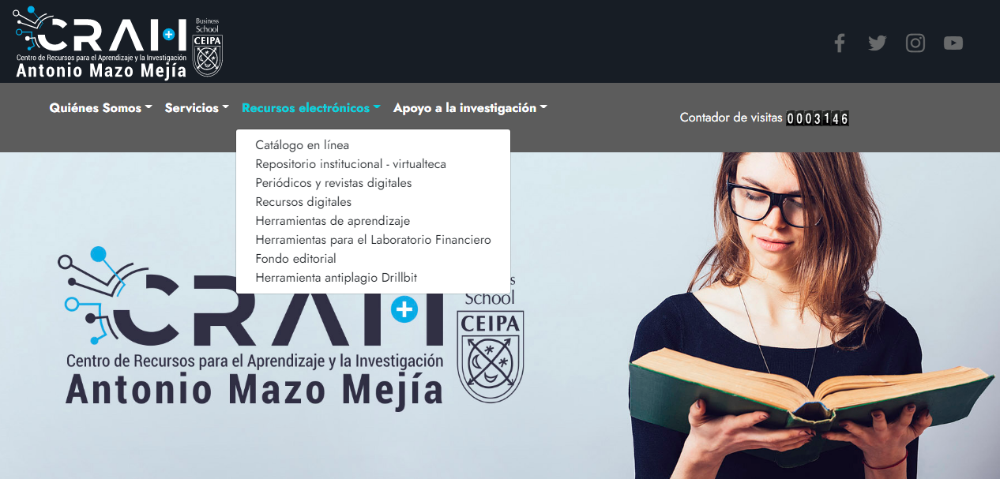 CRAI+I
Business
School
CEIPA
Centro de Recursos para el Aprendizaje y la Investigación
Antonio Mazo Mejía
Quiénes Somos
Servicios
Recursos electrónicos
Apoyo a la investigación
Contador de visitas 0003146
Catálogo en línea
Repositorio institucional - virtualteca
Periódicos y revistas digitales
Recursos digitales
Herramientas de aprendizaje
Herramientas para el Laboratorio Financiero
Fondo editorial
Herramienta antiplagio Drillbit
CRAI+I
s
School
CEIPA
Centro de Recursos para el Aprendizaje y la Investigación
Antonio Mazo Mejía